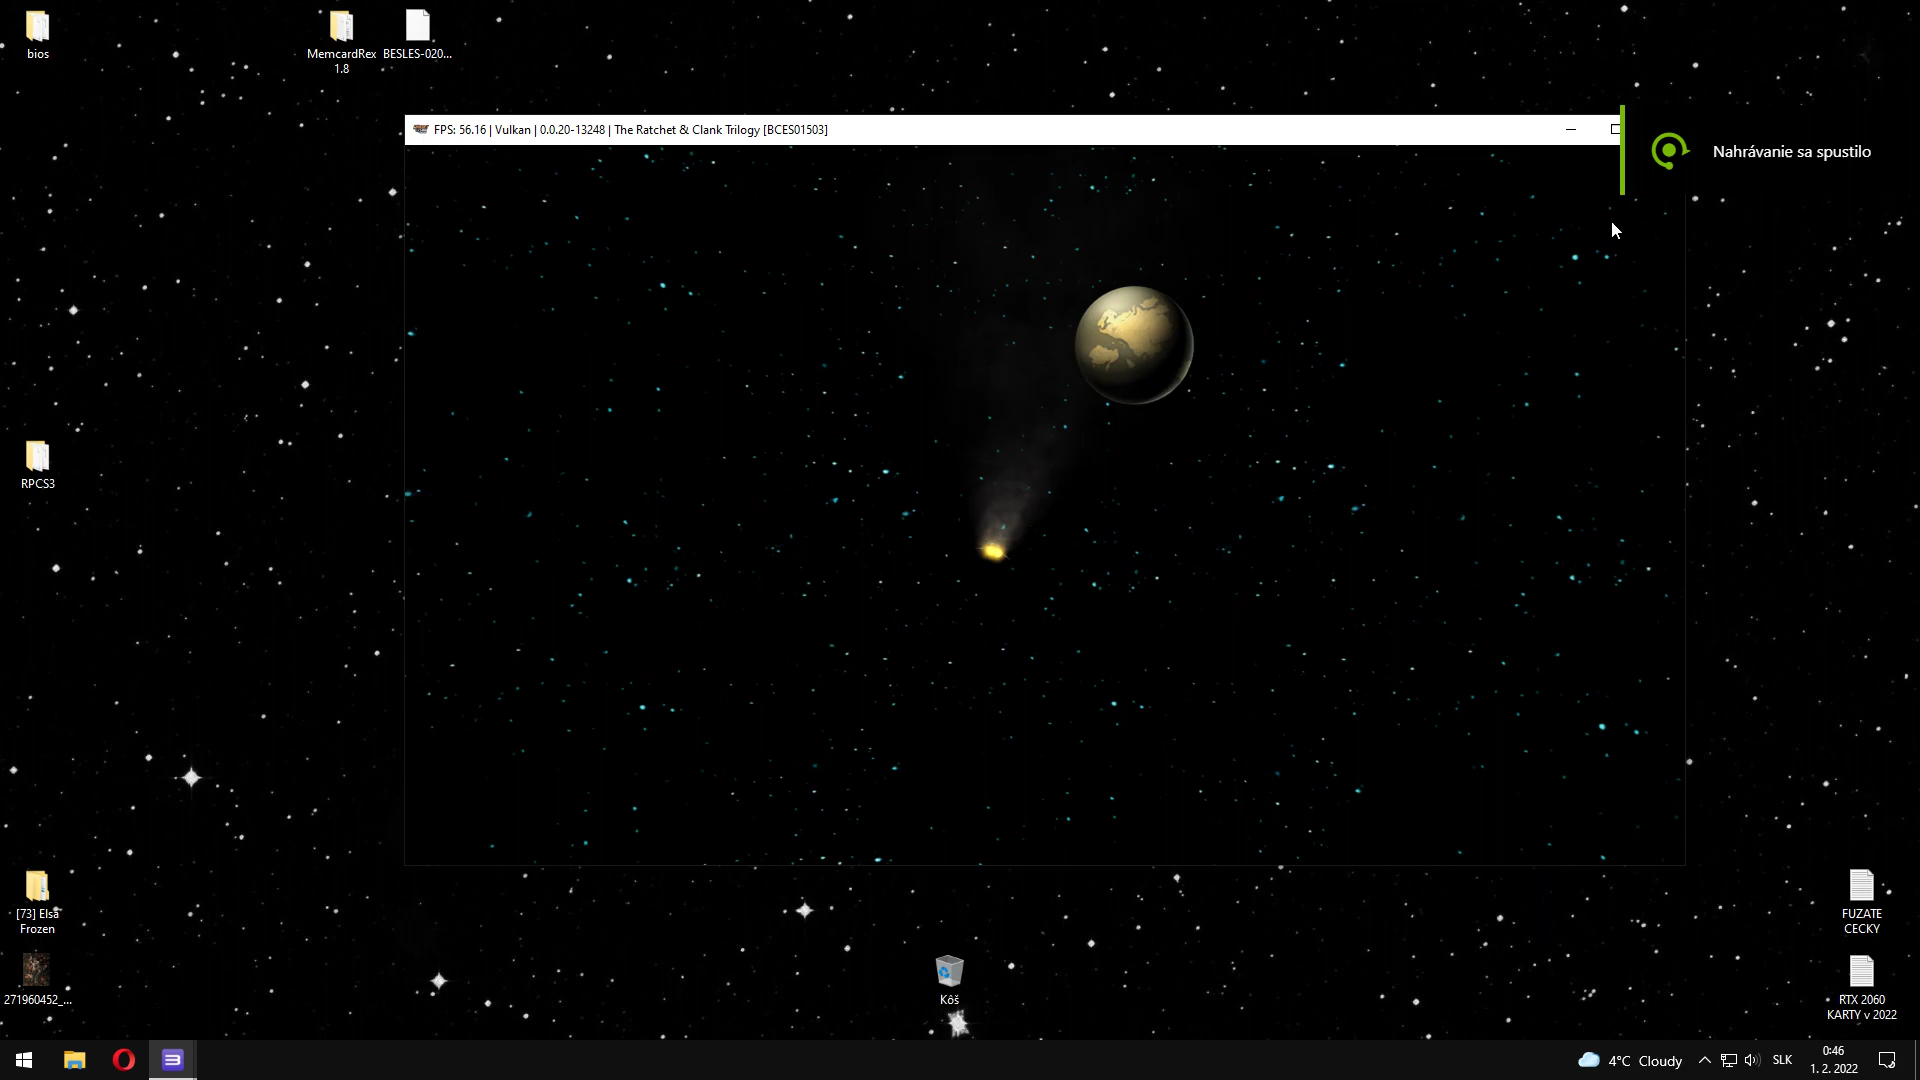 bios
MemcardRex
1.8
BESLES-020...
FPS: 56.16 | Vulkan | 0.0.20-13248 | The Ratchet & Clank Trilogy [BCES01503]
Nahrávanie sa spustilo
RPCS3
[73] Elsa
Frozen
271960452_...
Kôš
FUZATE
CECKY
RTX 2060
KARTY v 2022
4°C Cloudy
SLK
0:46
1. 2. 2022